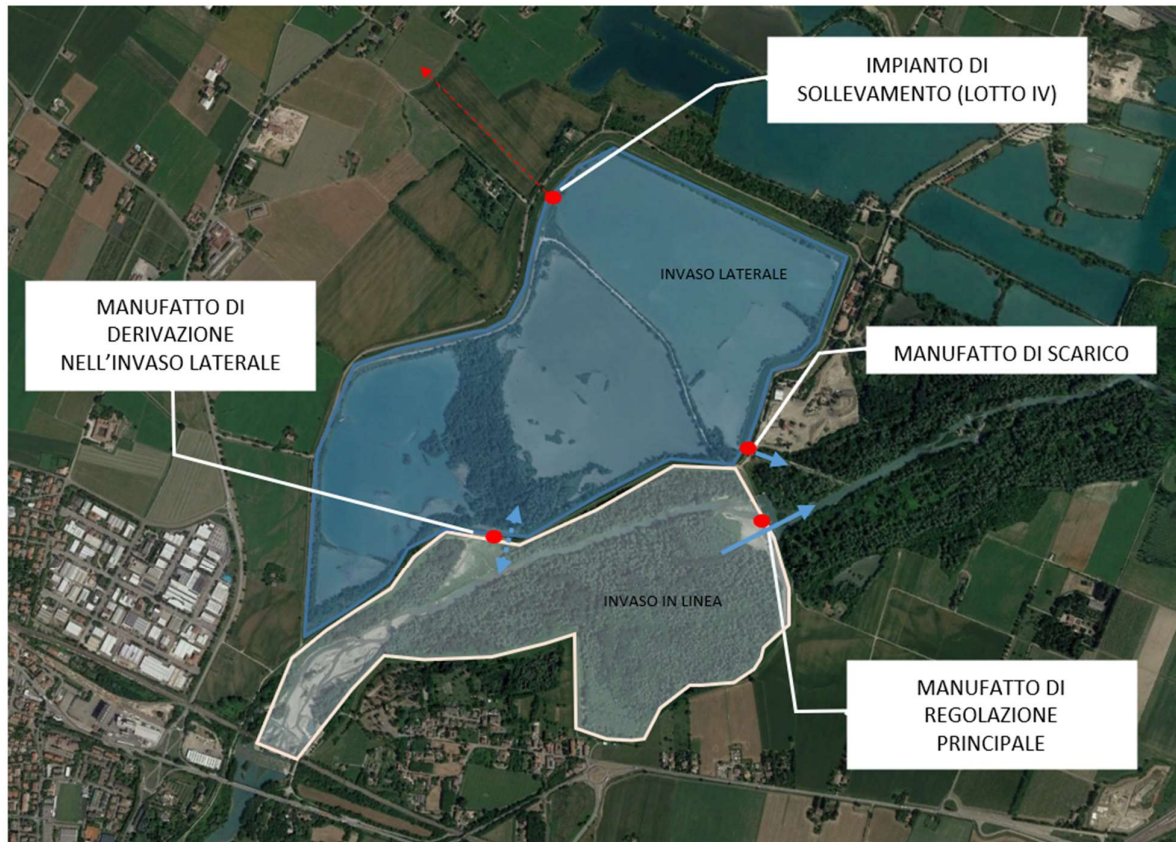 IMPIANTO DI
SOLLEVAMENTO (LOTTO IV)
INVASO LATERALE
MANUFATTO DI
DERIVAZIONE
NELL'INVASO LATERALE
MANUFATTO DI SCARICO
INVASO IN LINEA
MANUFATTO DI
REGOLAZIONE
PRINCIPALE